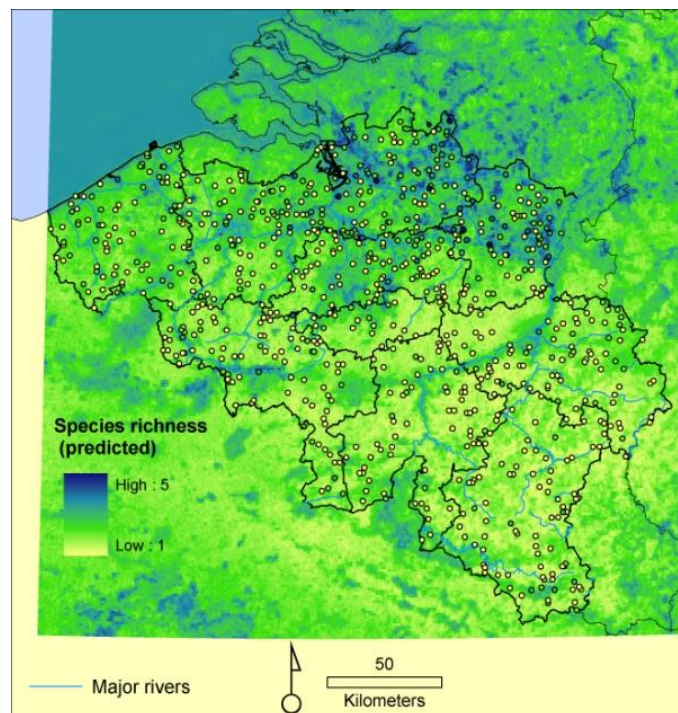 Species richness
(predicted)
High : 5
Low : 1
Major rivers
50
Kilometers